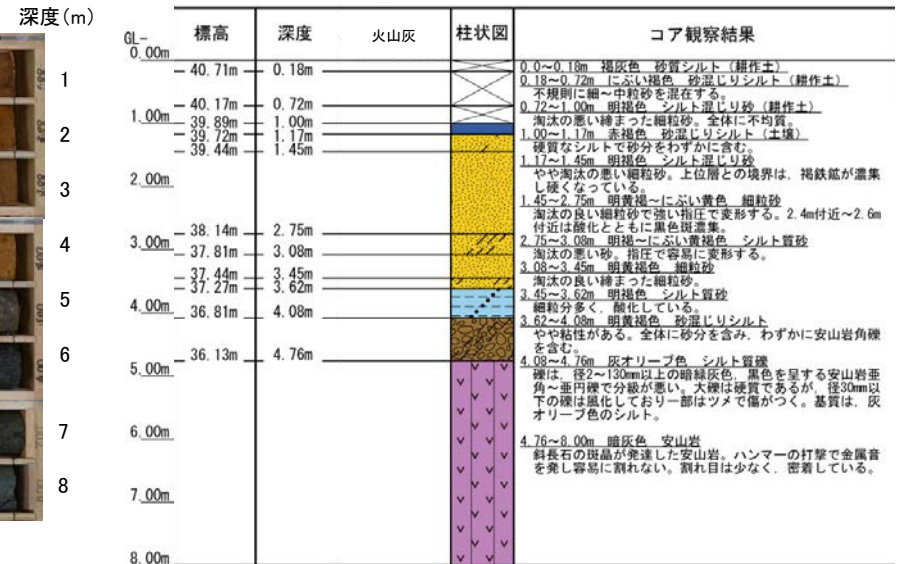 深度(m)
1
2
3
4
5
6
7
8
標高 深度 火山灰 柱状図 コア観察結果
GL-
0.00m
1.00m
2.00m
3.00m
4.00m
5.00m
6.00m
7.00m
8.00m
40.71m 0.18m
40.17m 0.72m
39.89m 1.00m
39.72m 1.17m
39.44m 1.45m
38.14m 2.75m
37.81m 3.08m
37.44m 3.45m
37.27m 3.62m
36.81m 4.08m
36.13m 4.76m
0.0~0.18m 褐灰色 砂質シルト（耕作土）
0.18~0.72m にぶい褐色 砂混じりシルト（耕作土）
不規則に細~中粒砂を混在する。
0.72~1.00m 明褐色 シルト混じり砂（耕作土）
淘汰の悪い締まった細粒砂。全体に不均質。
1.00~1.17m 赤褐色 砂混じりシルト（土壌）
硬質なシルトで砂分をわずかに含む。
1.17~1.45m 明褐色 シルト混じり砂
やや淘汰の悪い細粒砂。上位層との境界は，褐鉄鉱が濃集
し硬くなっている。
1.45~2.75m 明黄褐~にぶい黄色 細粒砂
淘汰の良い細粒砂で強い指圧で変形する。2.4m付近~2.6m
付近は酸化とともに黒色斑濃集。
2.75~3.08m 明褐~にぶい黄褐色 シルト質砂
淘汰の悪い砂。指圧で容易に変形する。
3.08~3.45m 明黄褐色 細粒砂
淘汰の良い締まった細粒砂。
3.45~3.62m 明褐色 シルト質砂
細粒分多く，酸化している。
3.62~4.08m 明黄褐色 砂混じりシルト
やや粘性がある。全体に砂分を含み，わずかに安山岩角礫
を含む。
4.08~4.76m 灰オリーブ色 シルト質礫
礫は，径2~130mm以上の暗緑灰色，黒色を呈する安山岩亜
角~亜円礫で分級が悪い。大礫は硬質であるが，径30mm以
下の礫は風化しており一部はツメで傷がつく。基質は，灰
オリーブ色のシルト。
4.76~8.00m 暗灰色 安山岩
斜長石の斑晶が発達した安山岩。ハンマーの打撃で金属音
を発し容易に割れない。割れ目は少なく，密着している。